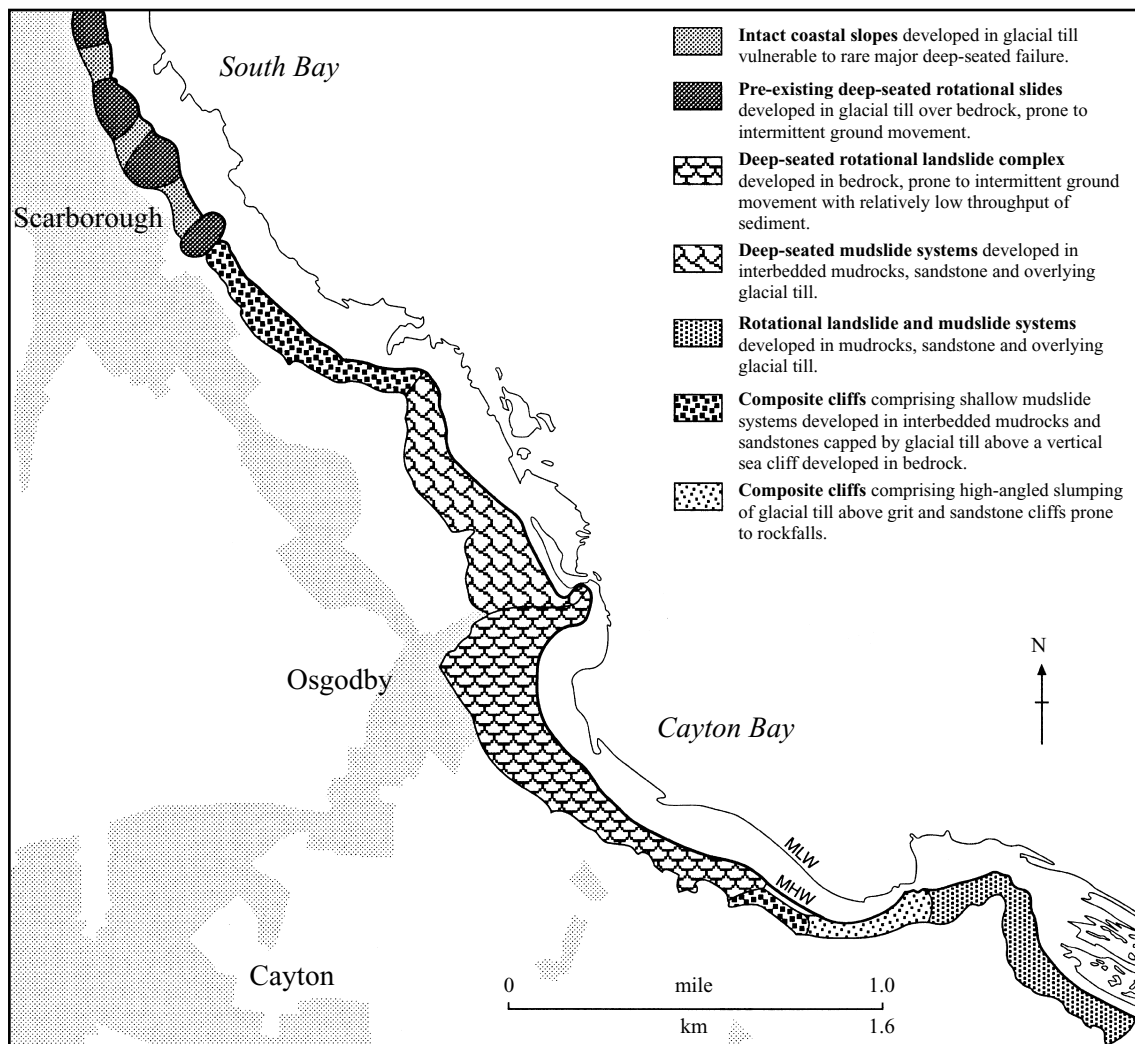 South Bay
Scarborough
Osgodby
Cayton Bay
Cayton
MLW
MHW
N
0 mile 1.0
km 1.6
Intact coastal slopes developed in glacial till
vulnerable to rare major deep-seated failure.
Pre-existing deep-seated rotational slides
developed in glacial till over bedrock, prone to
intermittent ground movement.
Deep-seated rotational landslide complex
developed in bedrock, prone to intermittent ground
movement with relatively low throughput of
sediment.
Deep-seated mudslide systems developed in
interbedded mudrocks, sandstone and overlying
glacial till.
Rotational landslide and mudslide systems
developed in mudrocks, sandstone and overlying
glacial till.
Composite cliffs comprising shallow mudslide
systems developed in interbedded mudrocks and
sandstones capped by glacial till above a vertical
sea cliff developed in bedrock.
Composite cliffs comprising high-angled slumping
of glacial till above grit and sandstone cliffs prone
to rockfalls.